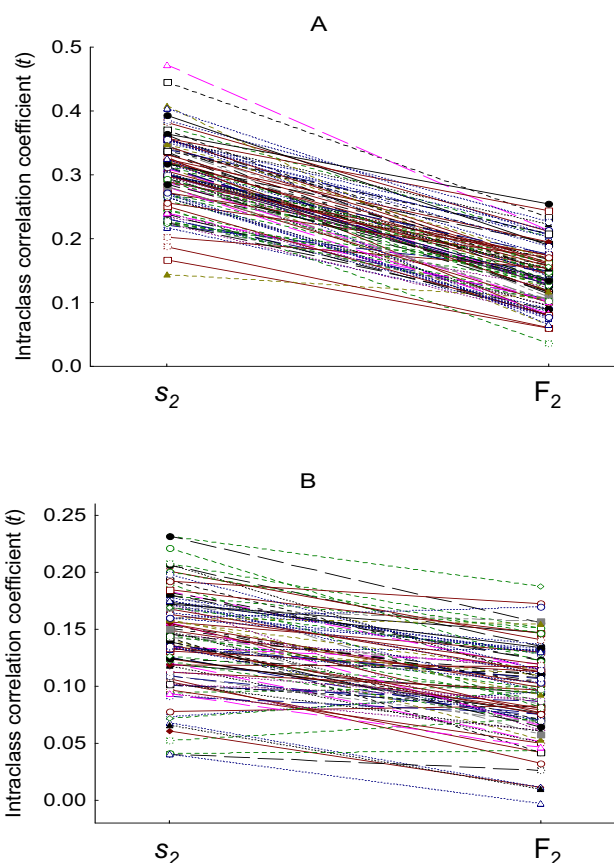 A
Intraclass correlation coefficient (t)
0.5
0.4
0.3
0.2
0.1
0.0
s2
F2
B
Intraclass correlation coefficient (t)
0.25
0.20
0.15
0.10
0.05
0.00
s2
F2